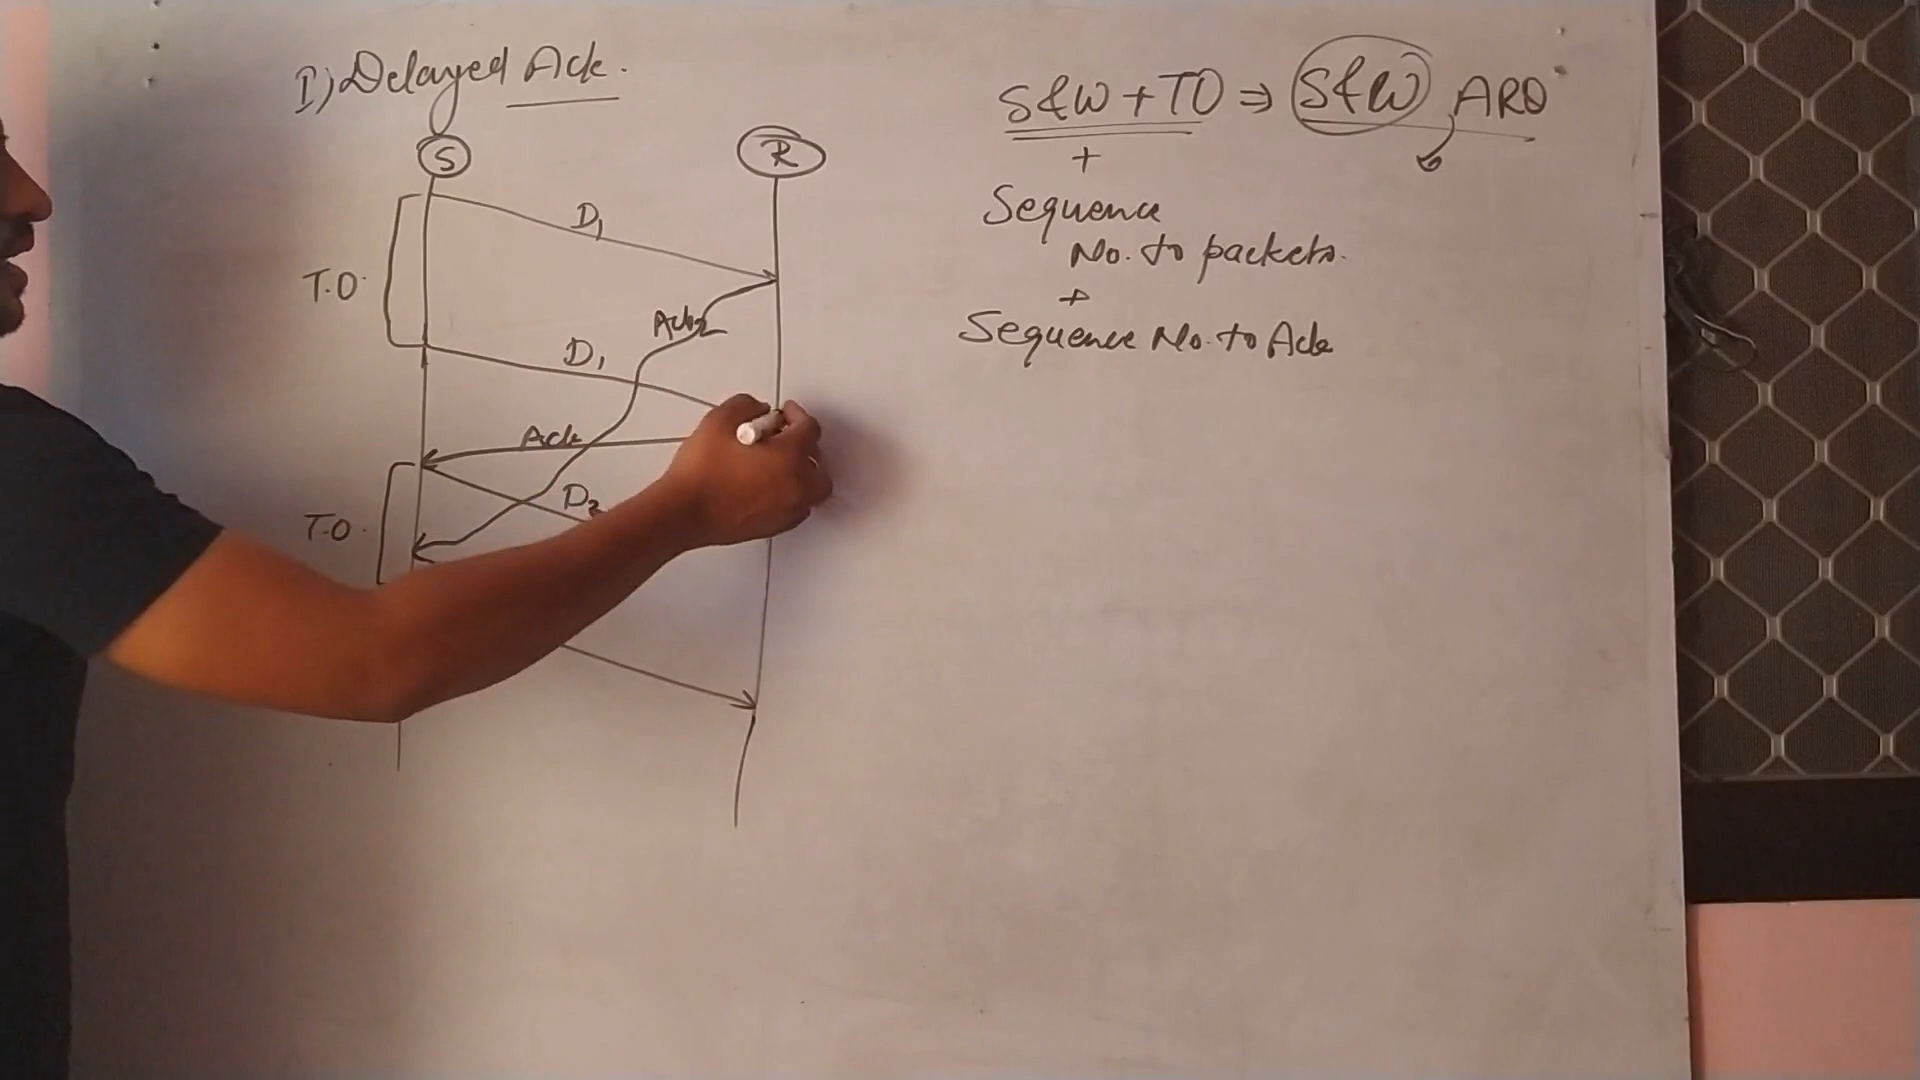 I) Delayed Ack.
S
R
D1
T.O.
Ack2
D1
Ack
D2
T.O.
S&W + TO ⇒ S&W ARQ
+
Sequence
No. to packets.
+
Sequence No. to Ack